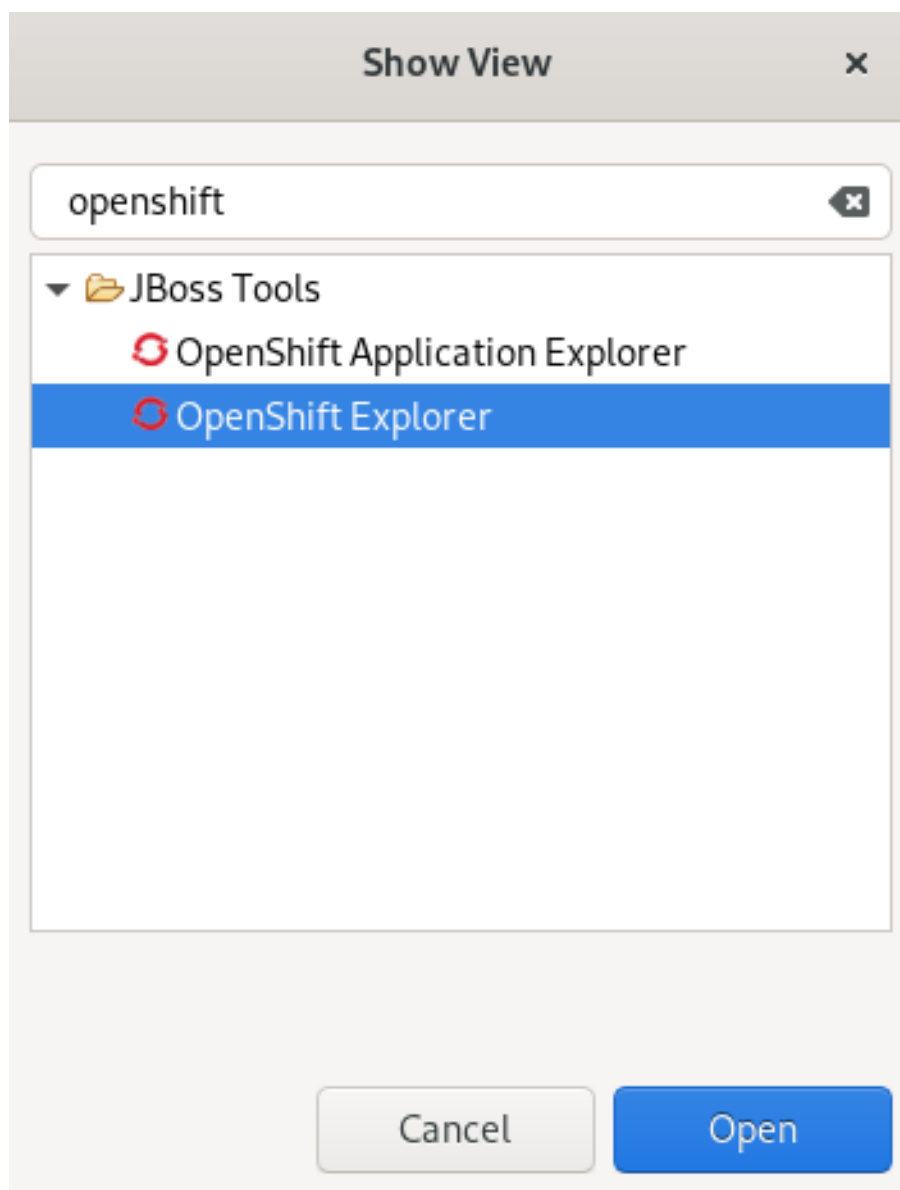 Show View
openshift
JBoss Tools
OpenShift Application Explorer
OpenShift Explorer
Cancel
Open